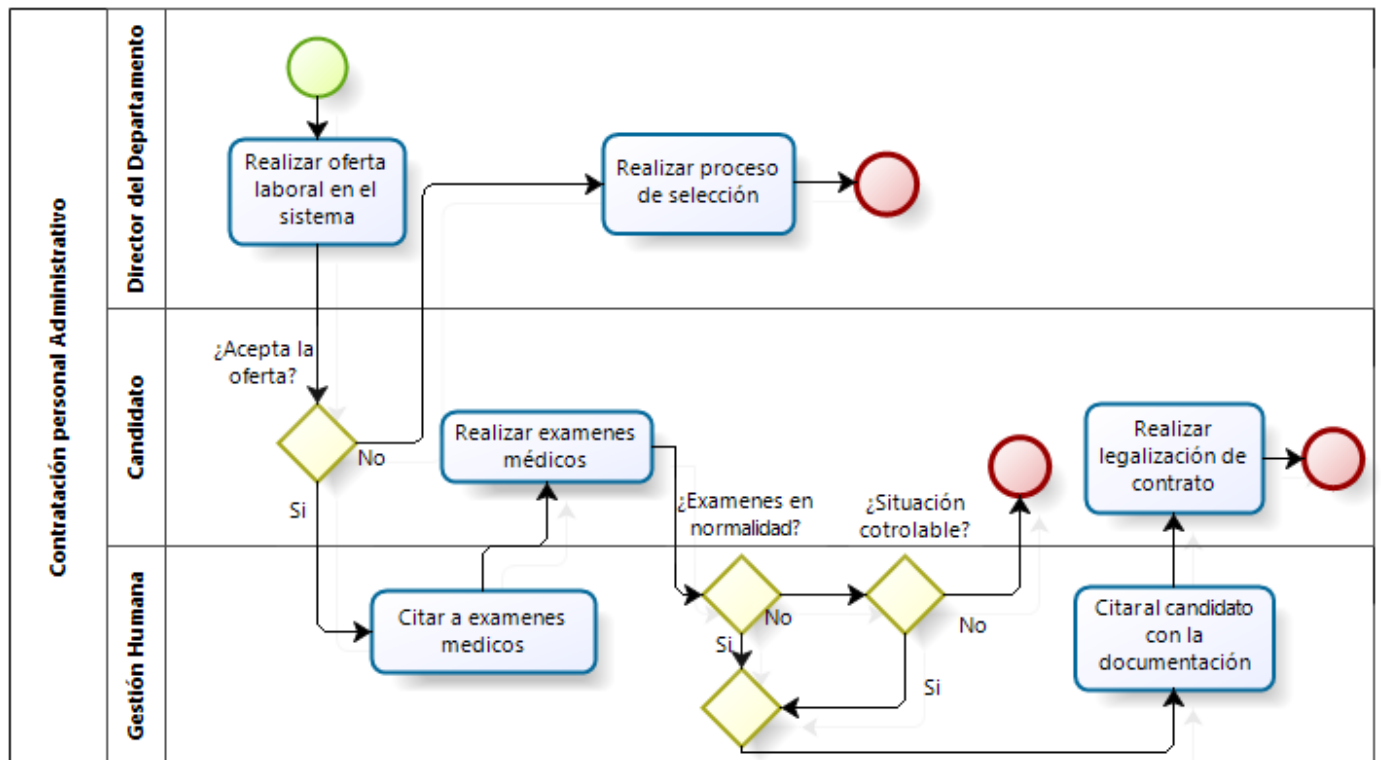 Contratación personal Administrativo
Director del Departamento
Realizar oferta
laboral en el
sistema
Realizar proceso
de selección
Candidato
¿Acepta la
oferta?
No
Si
Realizar examenes
médicos
¿Examenes en
normalidad?
¿Situación
cotrolable?
Realizar
legalización de
contrato
Gestión Humana
Citar a examenes
medicos
No
Si
No
Si
Citar al candidato
con la
documentación